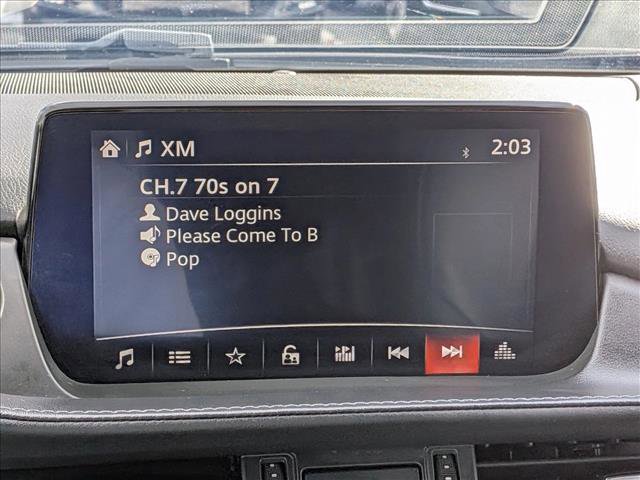 XM 2:03
CH.7 70s on 7
Dave Loggins
Please Come To B
Pop